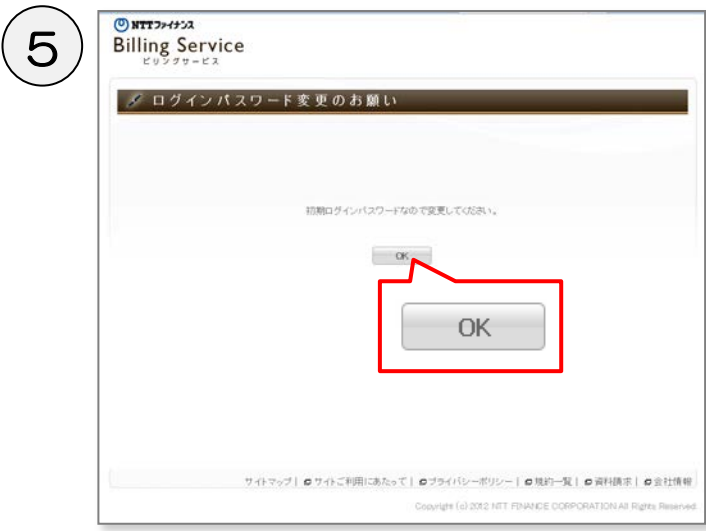 5
NTTファイナンス
Billing Service
ビリングサービス
ログインパスワード変更のお願い
初期ログインパスワードなので変更してください。
OK
OK
サイトマップ | サイトご利用にあたって | プライバシーポリシー | 規約一覧 | 資料請求 | 会社情報
Copyright (c) 2012 NTT FINANCE CORPORATION All Rights Reserved.